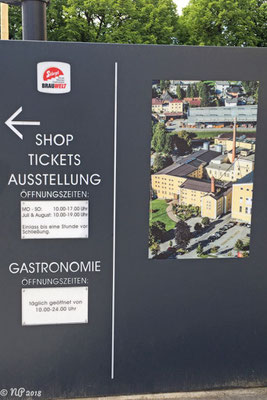 Stiegl
BRAUWELT
SHOP
TICKETS
AUSSTELLUNG
ÖFFNUNGSZEITEN:
MO - SO: 10.00-17.00 Uhr
Juli & August: 10.00-19.00 Uhr
Einlass bis eine Stunde vor
Schließung.
GASTRONOMIE
ÖFFNUNGSZEITEN:
täglich geöffnet von
10.00-24.00 Uhr
© NP 2018